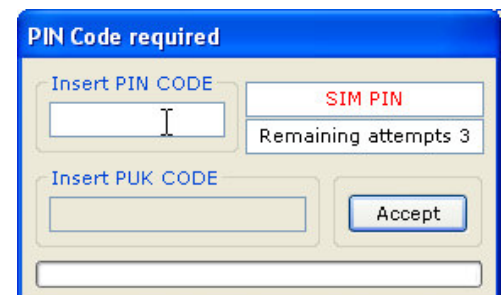 PIN Code required
Insert PIN CODE
SIM PIN
Remaining attempts 3
Insert PUK CODE
Accept